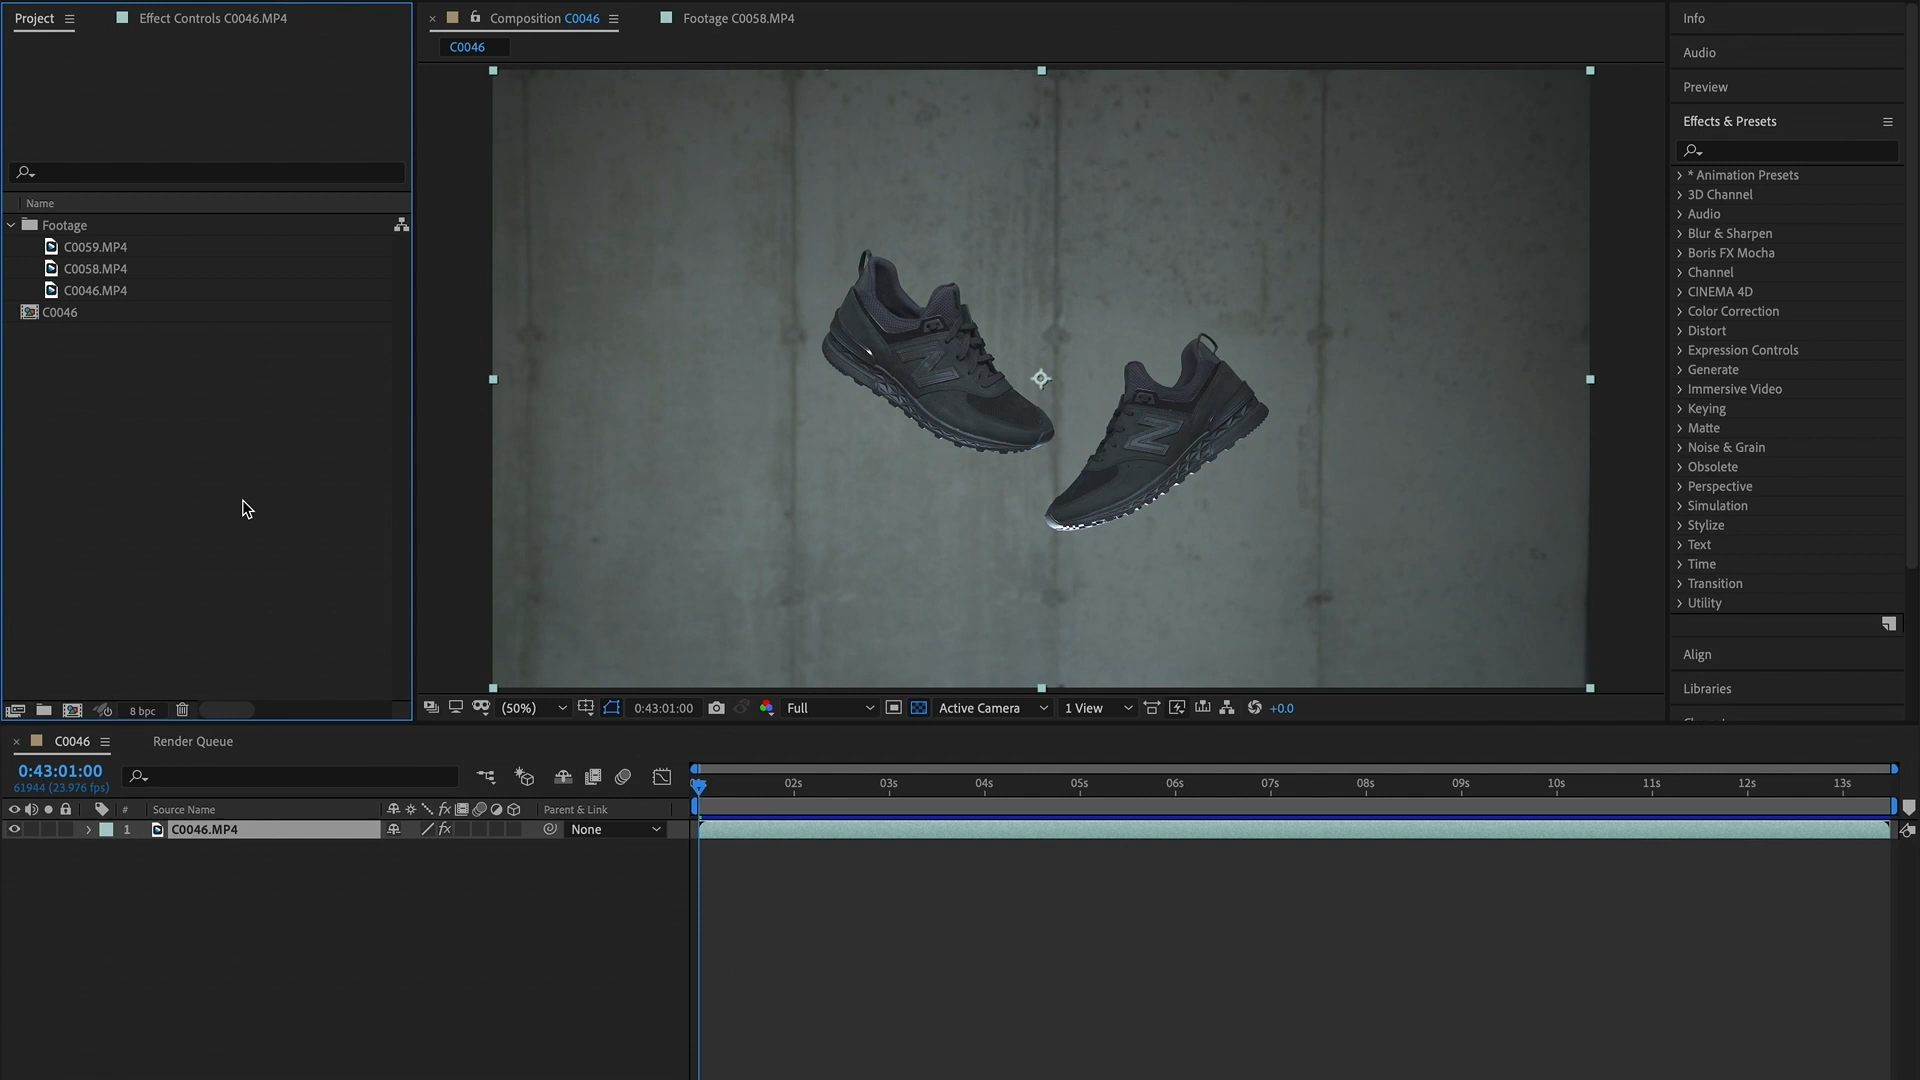 Project
Effect Controls C0046.MP4
Composition C0046
Footage C0058.MP4
C0046
Name
Footage
C0059.MP4
C0058.MP4
C0046.MP4
C0046
8 bpc
N
N
(50%)
0:43:01:00
Full
Active Camera
1 View
+0.0
Info
Audio
Preview
Effects & Presets
* Animation Presets
3D Channel
Audio
Blur & Sharpen
Boris FX Mocha
Channel
CINEMA 4D
Color Correction
Distort
Expression Controls
Generate
Immersive Video
Keying
Matte
Noise & Grain
Obsolete
Perspective
Simulation
Stylize
Text
Time
Transition
Utility
Align
Libraries
C0046
Render Queue
0:43:01:00
61944 (23.976 fps)
02s 03s 04s 05s 06s 07s 08s 09s 10s 11s 12s 13s
# Source Name
fx
Parent & Link
1 C0046.MP4
fx
None